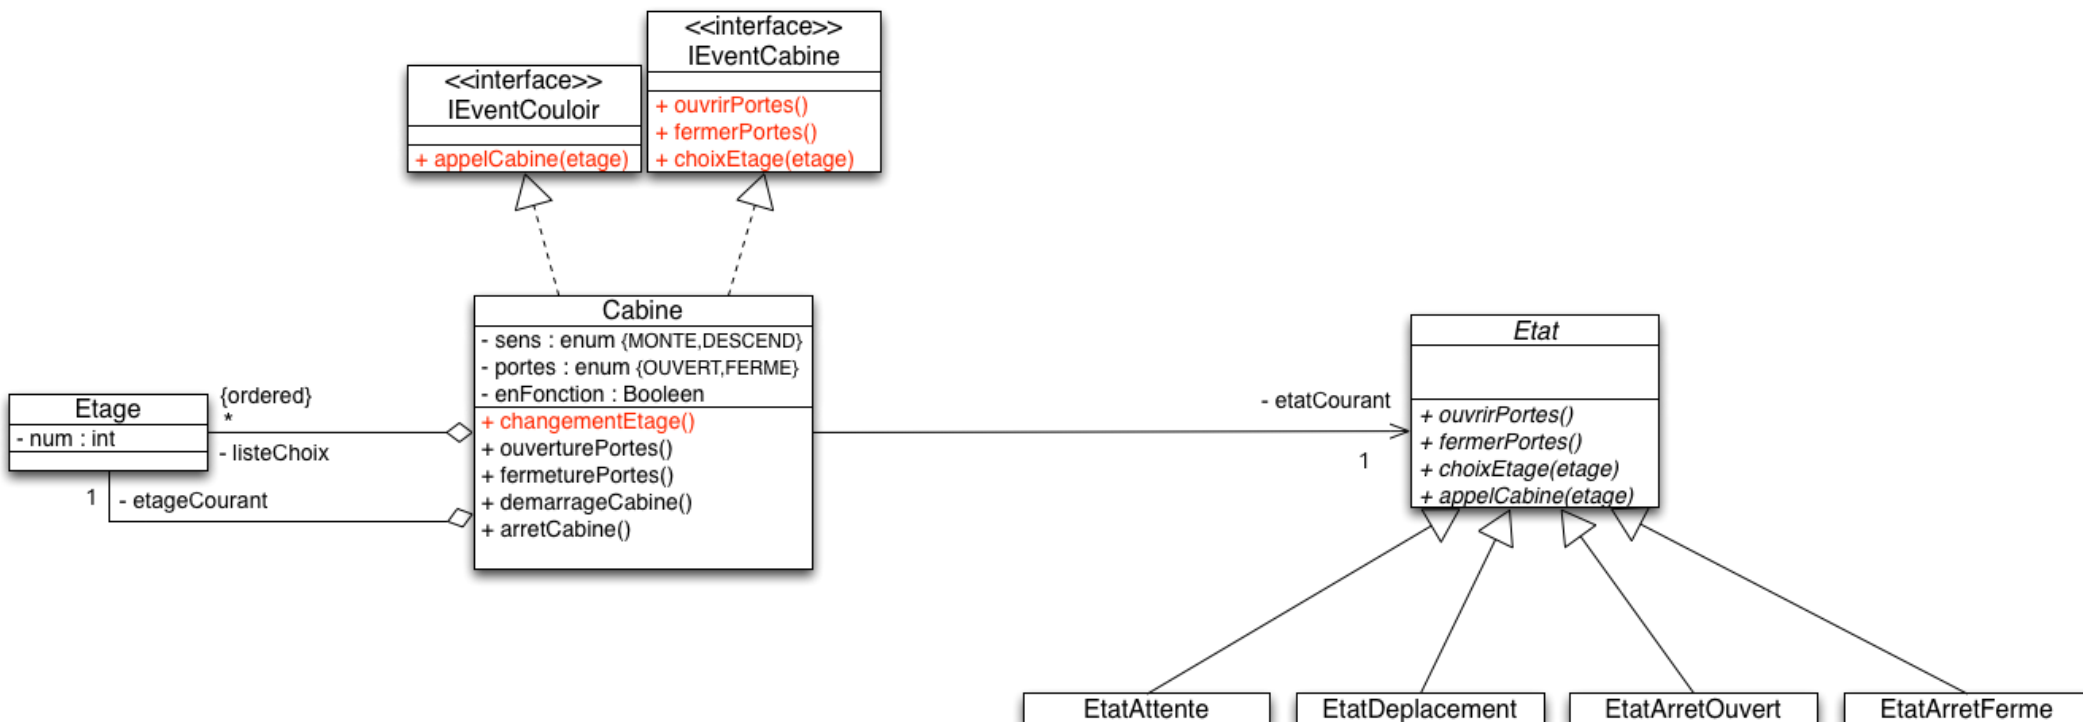 <<interface>>
IEventCouloir
+ appelCabine(etage)
<<interface>>
IEventCabine
+ ouvrirPortes()
+ fermerPortes()
+ choixEtage(etage)
Etage
- num : int
{ordered}
*
- listeChoix
1
- etageCourant
Cabine
- sens : enum {MONTE,DESCEND}
- portes : enum {OUVERT,FERME}
- enFonction : Booleen
+ changementEtage()
+ ouverturePortes()
+ fermeturePortes()
+ demarrageCabine()
+ arretCabine()
- etatCourant
1
Etat
+ ouvrirPortes()
+ fermerPortes()
+ choixEtage(etage)
+ appelCabine(etage)
EtatAttente
EtatDeplacement
EtatArretOuvert
EtatArretFerme